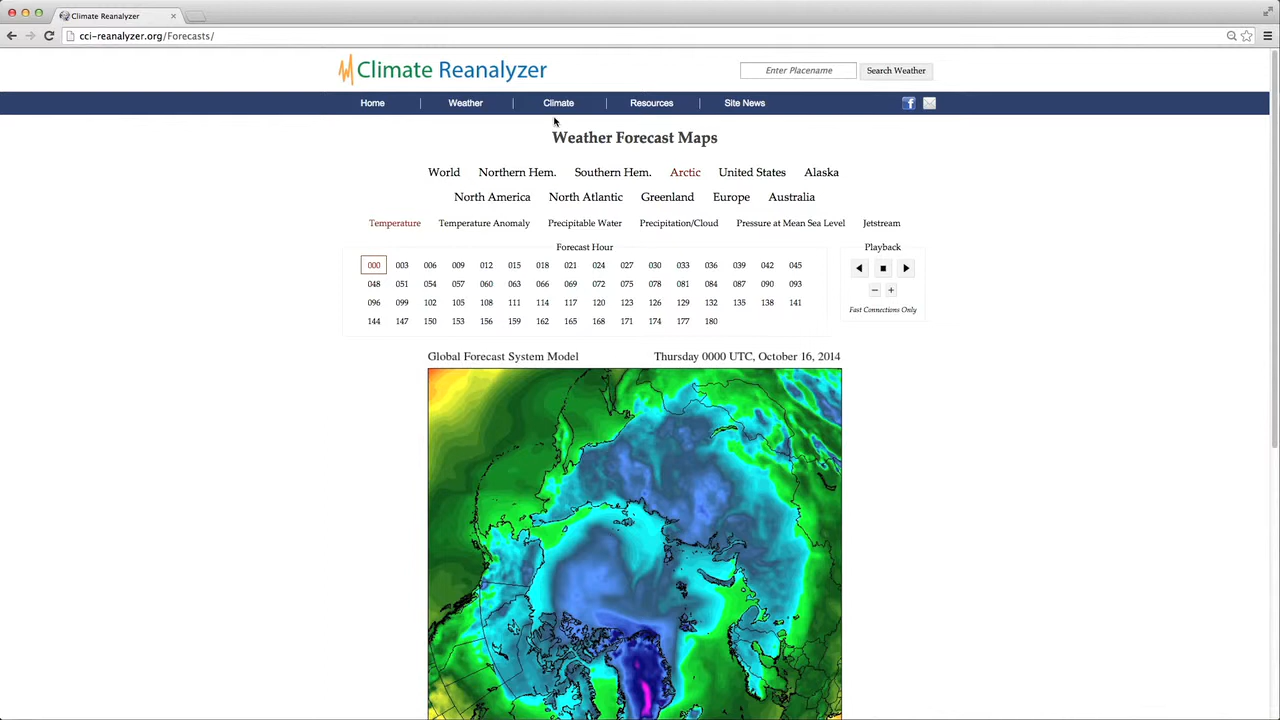 Climate Reanalyzer
cci-reanalyzer.org/Forecasts/
Climate Reanalyzer
Enter Placename
Search Weather
Home | Weather | Climate | Resources | Site News
Weather Forecast Maps
World Northern Hem. Southern Hem. Arctic United States Alaska
North America North Atlantic Greenland Europe Australia
Temperature Temperature Anomaly Precipitable Water Precipitation/Cloud Pressure at Mean Sea Level Jetstream
Forecast Hour
000 003 006 009 012 015 018 021 024 027 030 033 036 039 042 045
048 051 054 057 060 063 066 069 072 075 078 081 084 087 090 093
096 099 102 105 108 111 114 117 120 123 126 129 132 135 138 141
144 147 150 153 156 159 162 165 168 171 174 177 180
Playback
Fast Connections Only
Global Forecast System Model
Thursday 0000 UTC, October 16, 2014